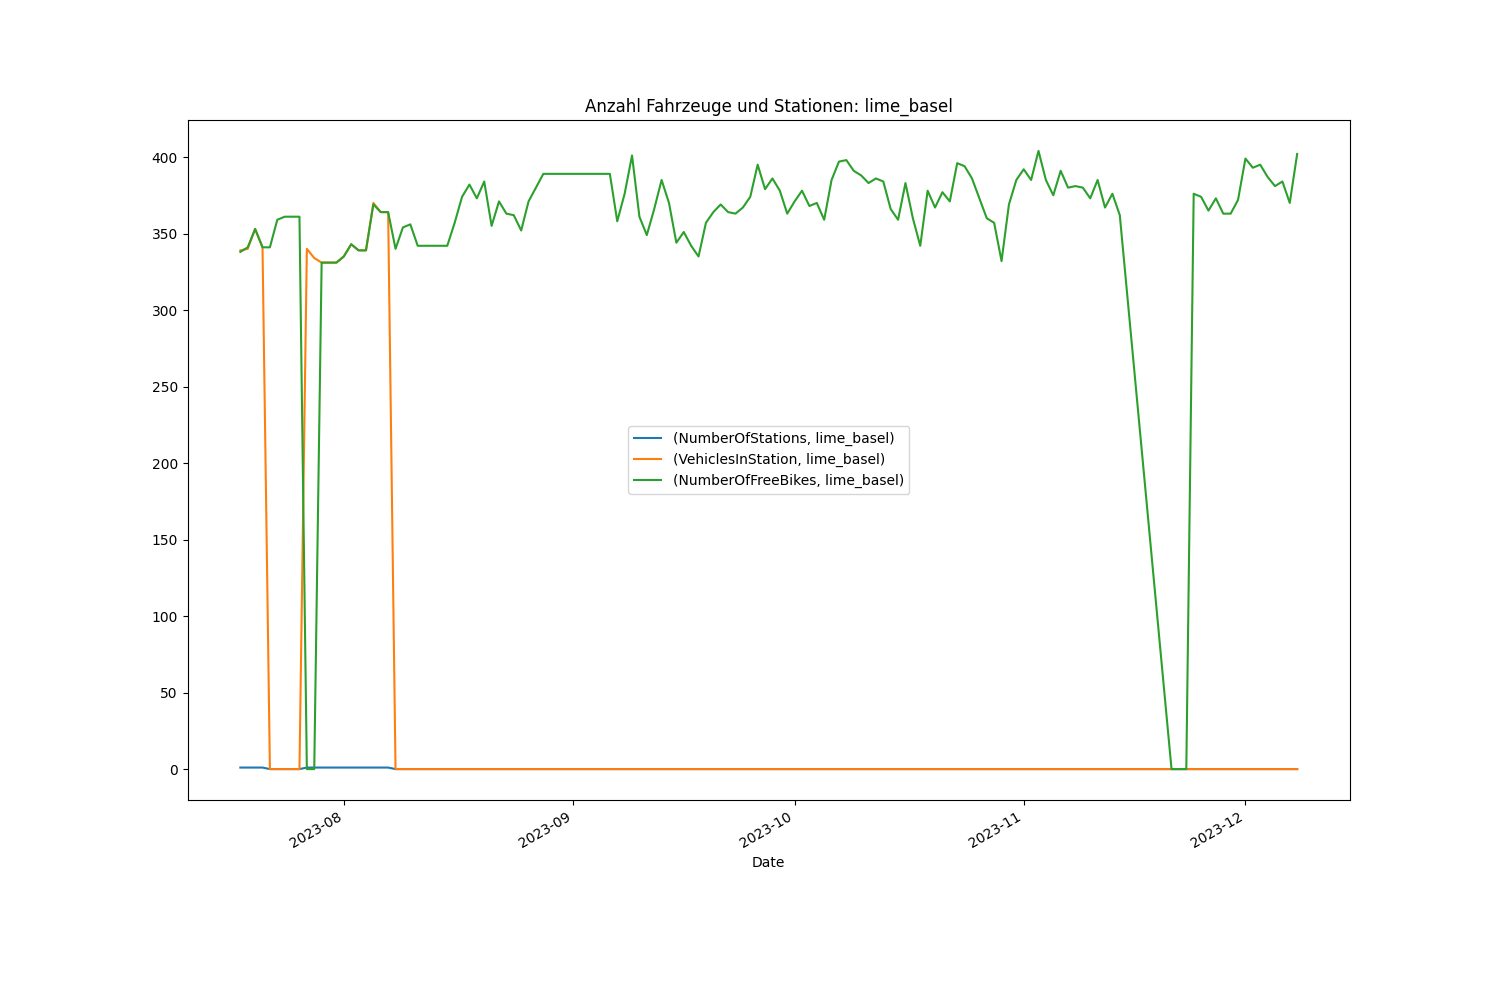 Anzahl Fahrzeuge und Stationen: lime_basel
400
350
300
250
200
150
100
50
0
(NumberOfStations, lime_basel)
(VehiclesInStation, lime_basel)
(NumberOfFreeBikes, lime_basel)
2023-08
2023-09
2023-10
2023-11
2023-12
Date